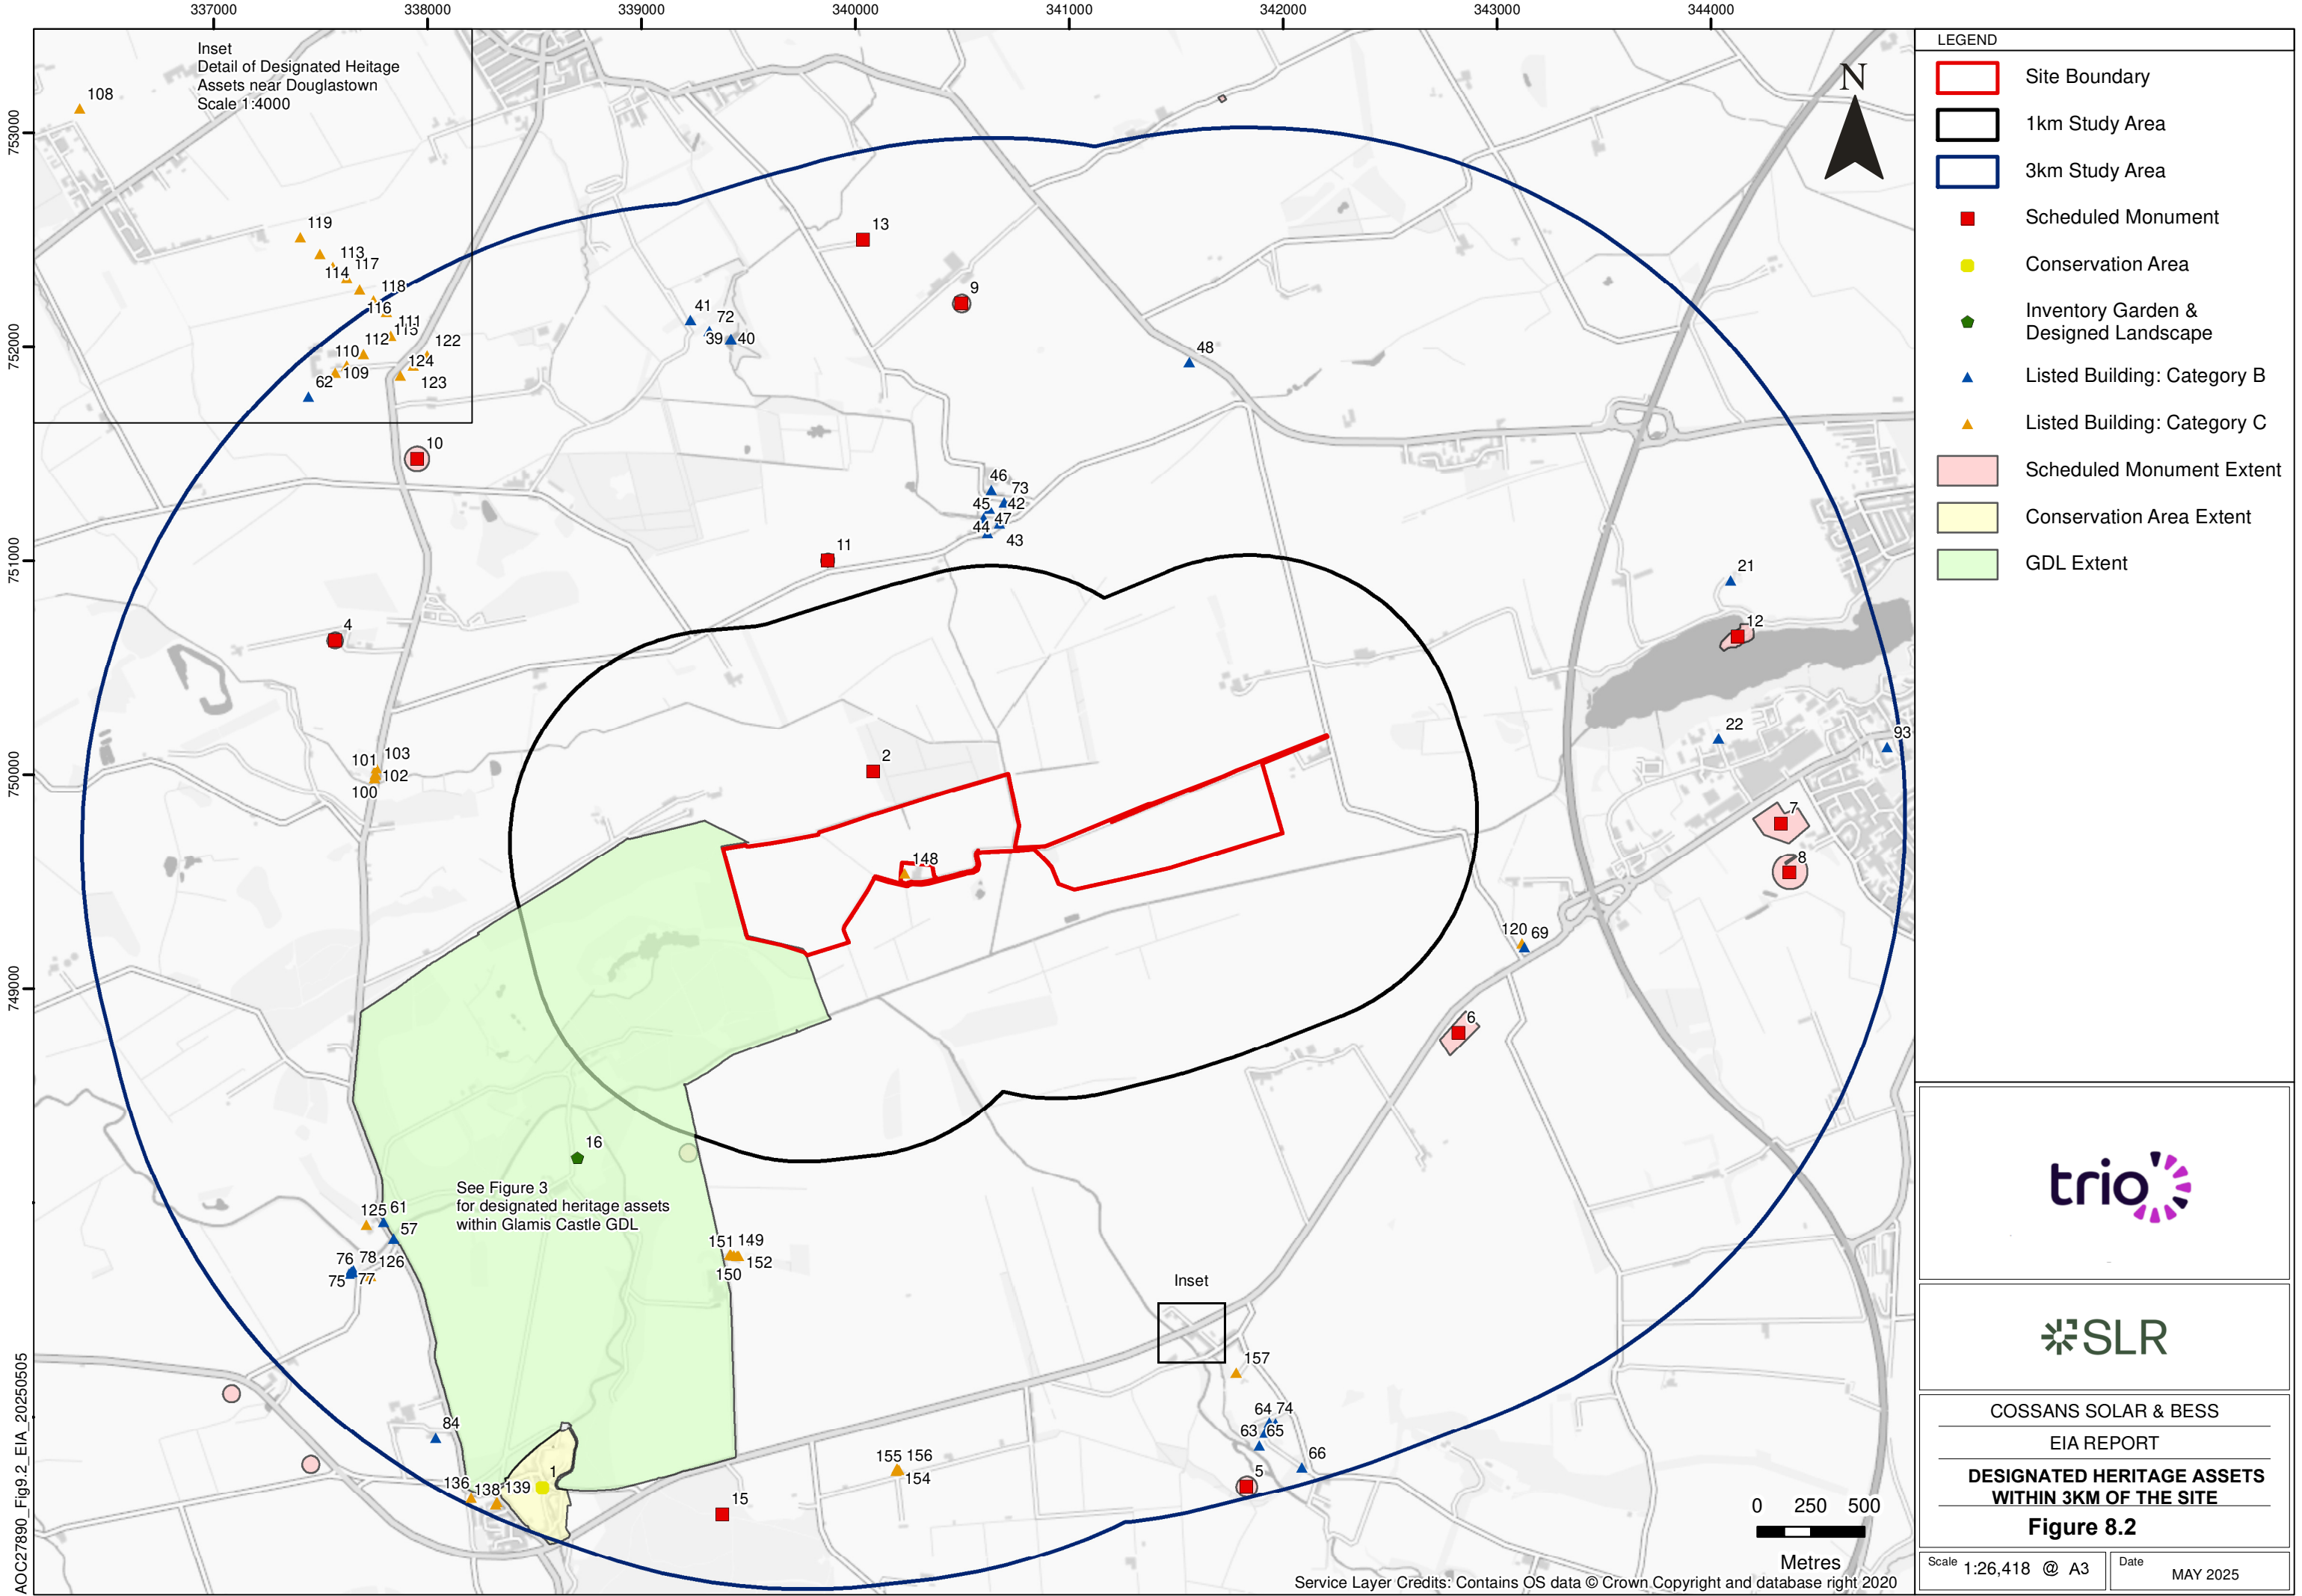 337000 338000 339000 340000 341000 342000 343000 344000
753000
752000
751000
750000
749000
Inset
Detail of Designated Heitage
Assets near Douglastown
Scale 1:4000
108
119
113
117
114
118
116
111
115
112
122
110
124
109
62
123
13
9
41
72
39 40
48
10
46
73
45 42
47
44
43
11
21
12
4
22
93
103
101
102
100
2
7
8
148
120 69
6
16
See Figure 3
for designated heritage assets
within Glamis Castle GDL
125 61
57
76 78
126
75 77
151 149
152
150
Inset
157
84
64 74
63 65
66
155 156
154
5
1
136
138 139
15
N
0 250 500
Metres
Service Layer Credits: Contains OS data © Crown Copyright and database right 2020
AOC27890_Fig9.2_EIA_20250505
LEGEND
Site Boundary
1km Study Area
3km Study Area
Scheduled Monument
Conservation Area
Inventory Garden &
Designed Landscape
Listed Building: Category B
Listed Building: Category C
Scheduled Monument Extent
Conservation Area Extent
GDL Extent
trio
SLR
COSSANS SOLAR & BESS
EIA REPORT
DESIGNATED HERITAGE ASSETS
WITHIN 3KM OF THE SITE
Figure 8.2
Scale 1:26,418 @ A3
Date MAY 2025